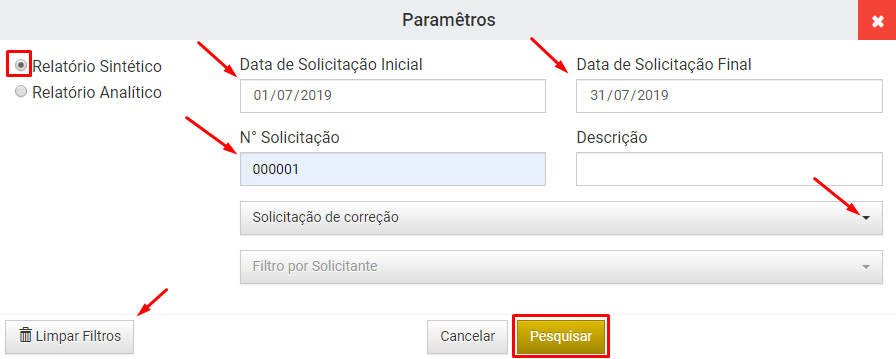 Paramêtros
Relatório Sintético
Relatório Analítico
Data de Solicitação Inicial
01/07/2019
Data de Solicitação Final
31/07/2019
N° Solicitação
000001
Descrição
Solicitação de correção
Filtro por Solicitante
Limpar Filtros
Cancelar
Pesquisar